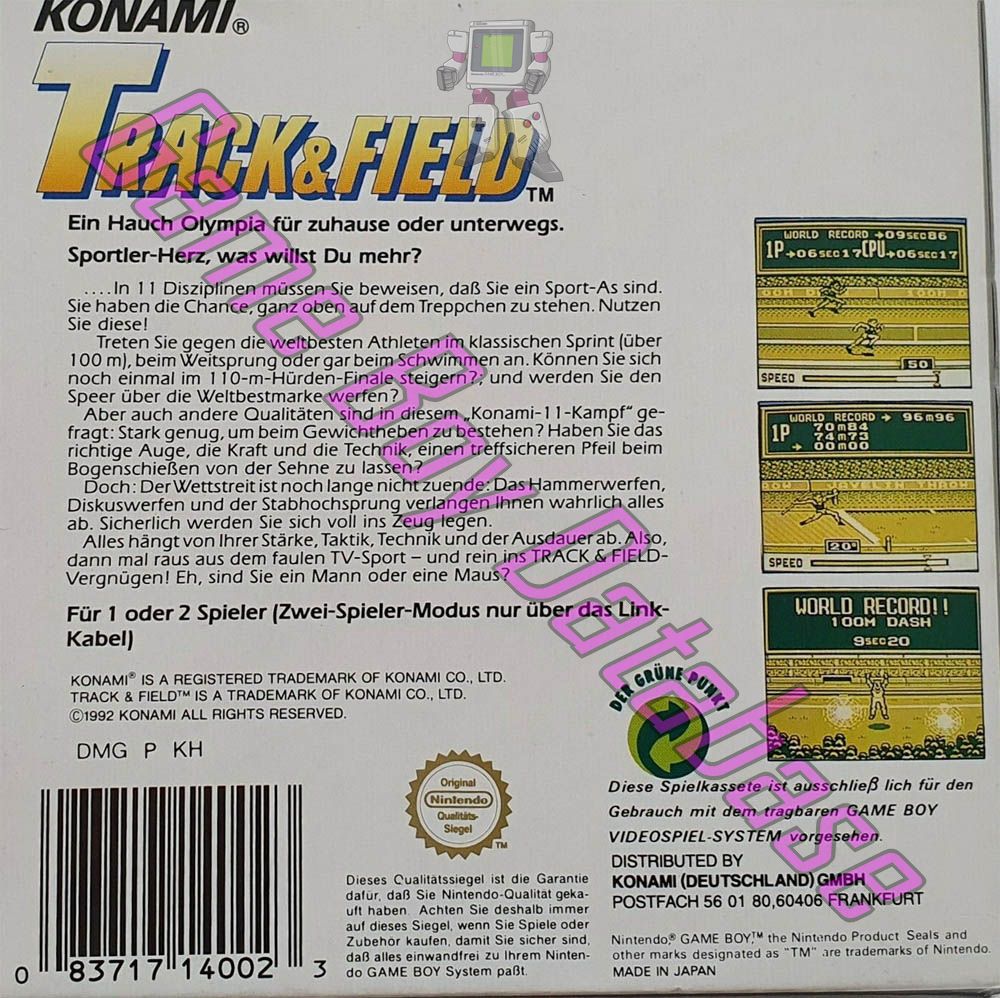 KONAMI®
TRACK & FIELD™
Ein Hauch Olympia für zuhause oder unterwegs.
Sportler-Herz, was willst Du mehr?
....In 11 Disziplinen müssen Sie beweisen, daß Sie ein Sport-As sind.
Sie haben die Chance, ganz oben auf dem Treppchen zu stehen. Nutzen
Sie diese!
Treten Sie gegen die weltbesten Athleten im klassischen Sprint (über
100 m), beim Weitsprung oder gar beim Schwimmen an. Können Sie sich
noch einmal im 110-m-Hürden-Finale steigern?, und werden Sie den
Speer über die Weltbestmarke werfen?
Aber auch andere Qualitäten sind in diesem „Konami-11-Kampf" ge-
fragt: Stark genug, um beim Gewichtheben zu bestehen? Haben Sie das
richtige Auge, die Kraft und die Technik, einen treffsicheren Pfeil beim
Bogenschießen von der Sehne zu lassen?
Doch: Der Wettstreit ist noch lange nicht zuende: Das Hammerwerfen,
Diskuswerfen und der Stabhochsprung verlangen Ihnen wahrlich alles
ab. Sicherlich werden Sie sich voll ins Zeug legen.
Alles hängt von Ihrer Stärke, Taktik, Technik und der Ausdauer ab. Also,
dann mal raus aus dem faulen TV-Sport – und rein ins TRACK & FIELD-
Vergnügen! Eh, sind Sie ein Mann oder eine Maus?
Für 1 oder 2 Spieler (Zwei-Spieler-Modus nur über das Link-
Kabel)
KONAMI® IS A REGISTERED TRADEMARK OF KONAMI CO., LTD.
TRACK & FIELD™ IS A TRADEMARK OF KONAMI CO., LTD.
©1992 KONAMI ALL RIGHTS RESERVED.
DMG P KH
0 83717 14002 3
Original
Nintendo
Qualitäts-
Siegel
TM
Dieses Qualitätssiegel ist die Garantie
dafür, daß Sie Nintendo-Qualität geka-
uft haben. Achten Sie deshalb immer
auf dieses Siegel, wenn Sie Spiele oder
Zubehör kaufen, damit Sie sicher sind,
daß alles einwandfrei zu Ihrem Ninten-
do GAME BOY System paßt.
WORLD RECORD →09SEC86
1P→06SEC17 CPU→06SEC17
100M D
50
SPEED
WORLD RECORD → 96m96
1P 70m84
74m73
→ 00m00
JAVELIN THROW
20°
SPEED
WORLD RECORD!!
100M DASH
9SEC20
DER GRÜNE PUNKT
Diese Spielkassete ist ausschließ lich für den
Gebrauch mit dem tragbaren GAME BOY
VIDEOSPIEL-SYSTEM vorgesehen.
DISTRIBUTED BY
KONAMI (DEUTSCHLAND) GMBH
POSTFACH 56 01 80,60406 FRANKFURT
Nintendo,® GAME BOY,™ the Nintendo Product Seals and
other marks designated as "TM" are trademarks of Nintendo.
MADE IN JAPAN
Game Boy Database